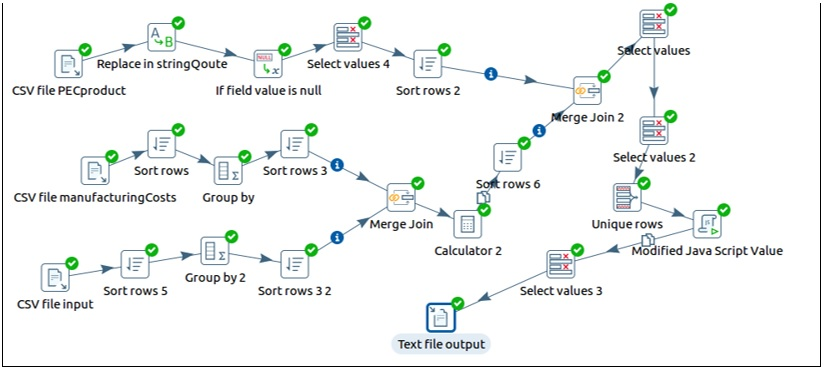 Select values
Replace in stringQoute
Select values 4
CSV file PECproduct
If field value is null
Sort rows 2
Merge Join 2
Select values 2
Sort rows
Sort rows 3
Sort rows 6
CSV file manufacturingCosts
Group by
Merge Join
Unique rows
Calculator 2
Modified Java Script Value
CSV file input
Sort rows 5
Group by 2
Sort rows 3 2
Select values 3
Text file output